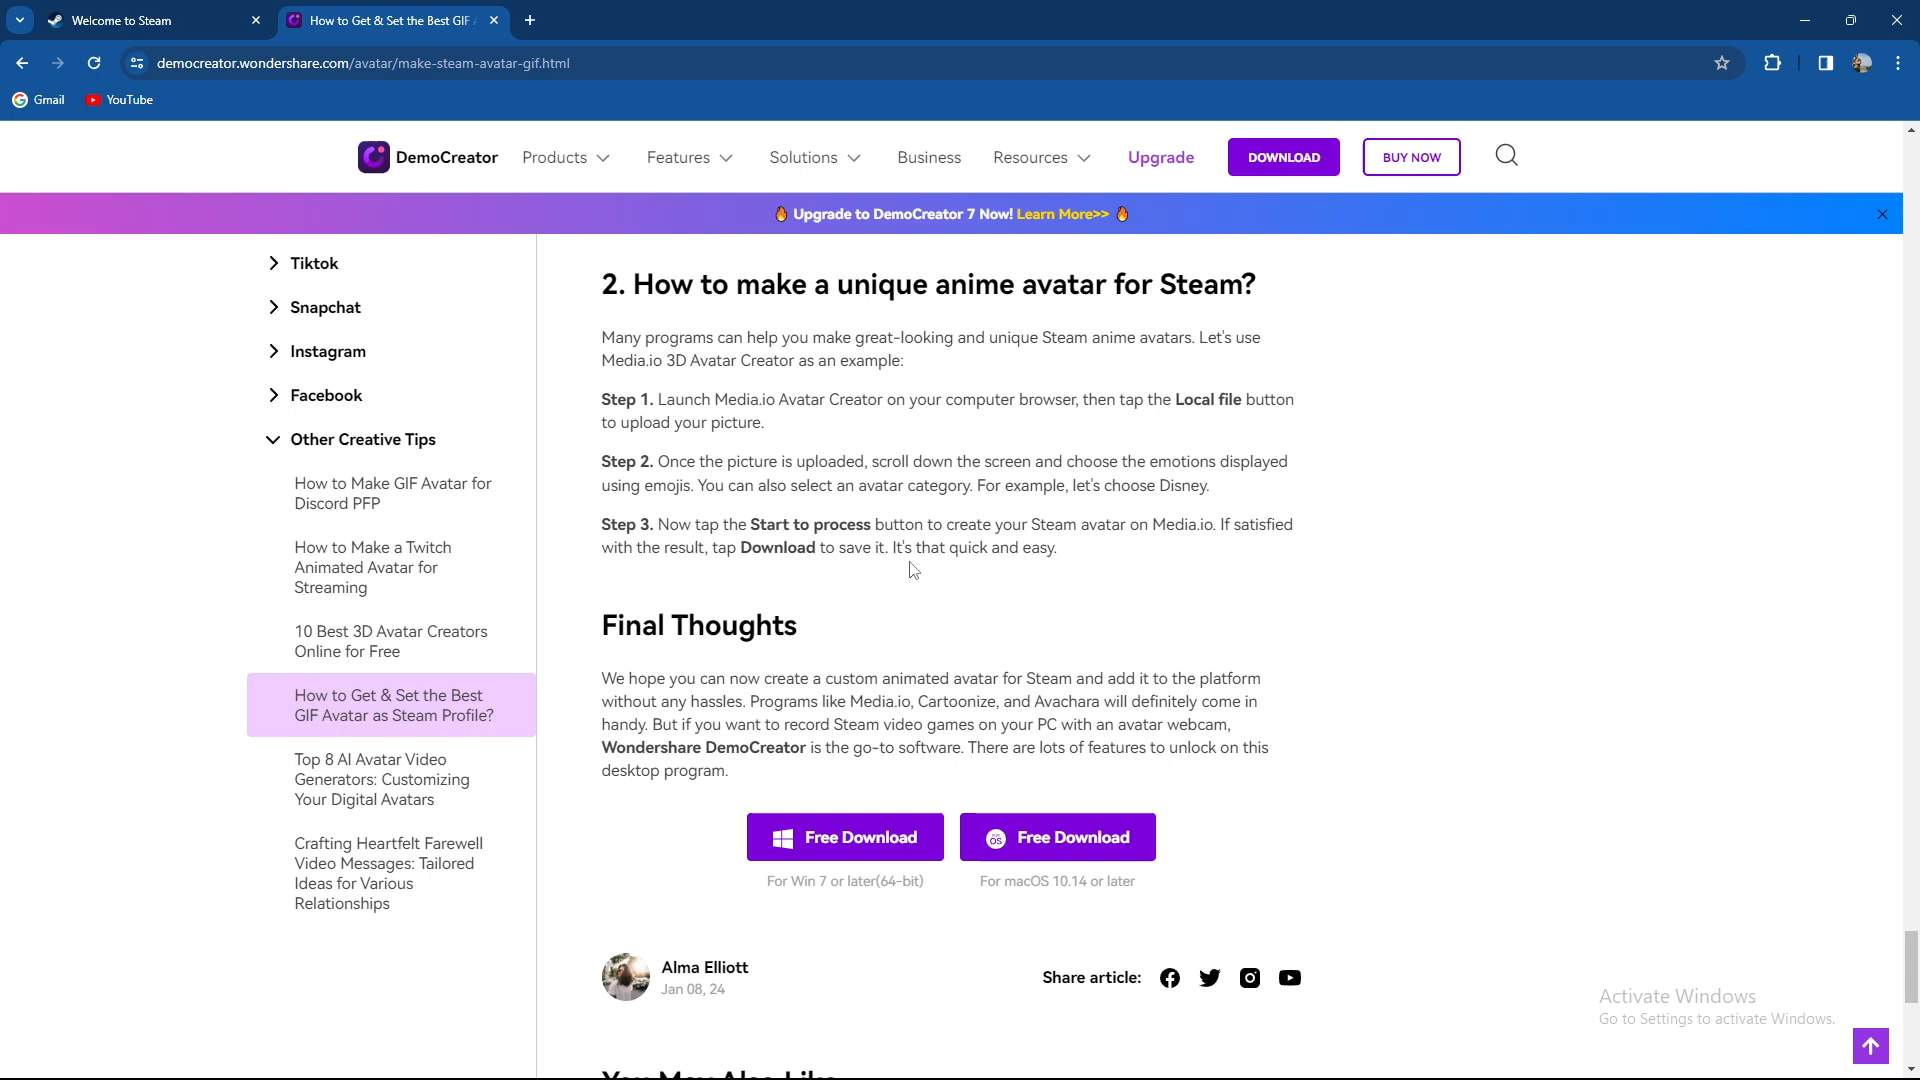 Welcome to Steam
How to Get & Set the Best GIF
democreator.wondershare.com/avatar/make-steam-avatar-gif.html
Gmail
YouTube
DemoCreator
Products
Features
Solutions
Business
Resources
Upgrade
DOWNLOAD
BUY NOW
Upgrade to DemoCreator 7 Now! Learn More>>
Tiktok
Snapchat
Instagram
Facebook
Other Creative Tips
How to Make GIF Avatar for
Discord PFP
How to Make a Twitch
Animated Avatar for
Streaming
10 Best 3D Avatar Creators
Online for Free
How to Get & Set the Best
GIF Avatar as Steam Profile?
Top 8 AI Avatar Video
Generators: Customizing
Your Digital Avatars
Crafting Heartfelt Farewell
Video Messages: Tailored
Ideas for Various
Relationships
2. How to make a unique anime avatar for Steam?
Many programs can help you make great-looking and unique Steam anime avatars. Let's use
Media.io 3D Avatar Creator as an example:
Step 1. Launch Media.io Avatar Creator on your computer browser, then tap the Local file button
to upload your picture.
Step 2. Once the picture is uploaded, scroll down the screen and choose the emotions displayed
using emojis. You can also select an avatar category. For example, let's choose Disney.
Step 3. Now tap the Start to process button to create your Steam avatar on Media.io. If satisfied
with the result, tap Download to save it. It's that quick and easy.
Final Thoughts
We hope you can now create a custom animated avatar for Steam and add it to the platform
without any hassles. Programs like Media.io, Cartoonize, and Avachara will definitely come in
handy. But if you want to record Steam video games on your PC with an avatar webcam,
Wondershare DemoCreator is the go-to software. There are lots of features to unlock on this
desktop program.
Free Download
For Win 7 or later(64-bit)
macOS Free Download
For macOS 10.14 or later
Alma Elliott
Jan 08, 24
Share article:
You May Also Like
Activate Windows
Go to Settings to activate Windows.